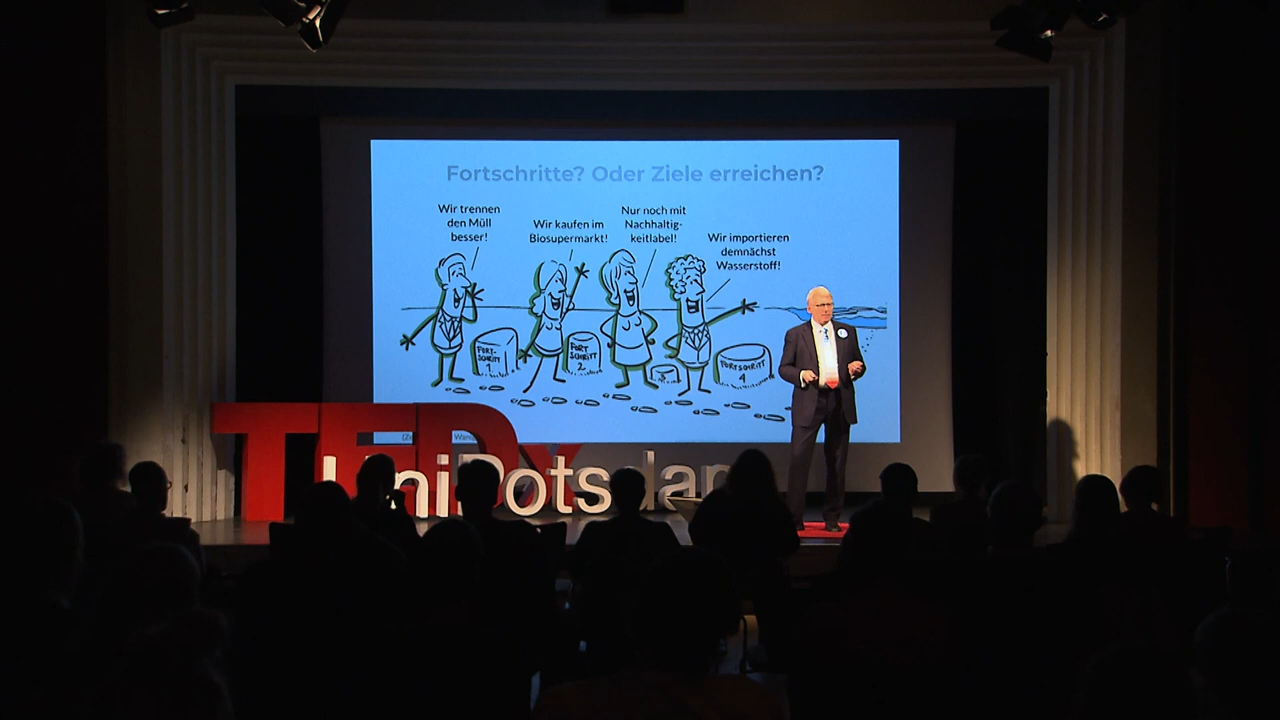 Fortschritte? Oder Ziele erreichen?
Wir trennen
den Müll
besser!
Wir kaufen im
Biosupermarkt!
Nur noch mit
Nachhaltig-
keitlabel!
Wir importieren
demnächst
Wasserstoff!
FORT-
SCHRITT
1
FORT
SCHRITT
2
3
FORTSCHRITT
4
TEDx
UniPotsdam